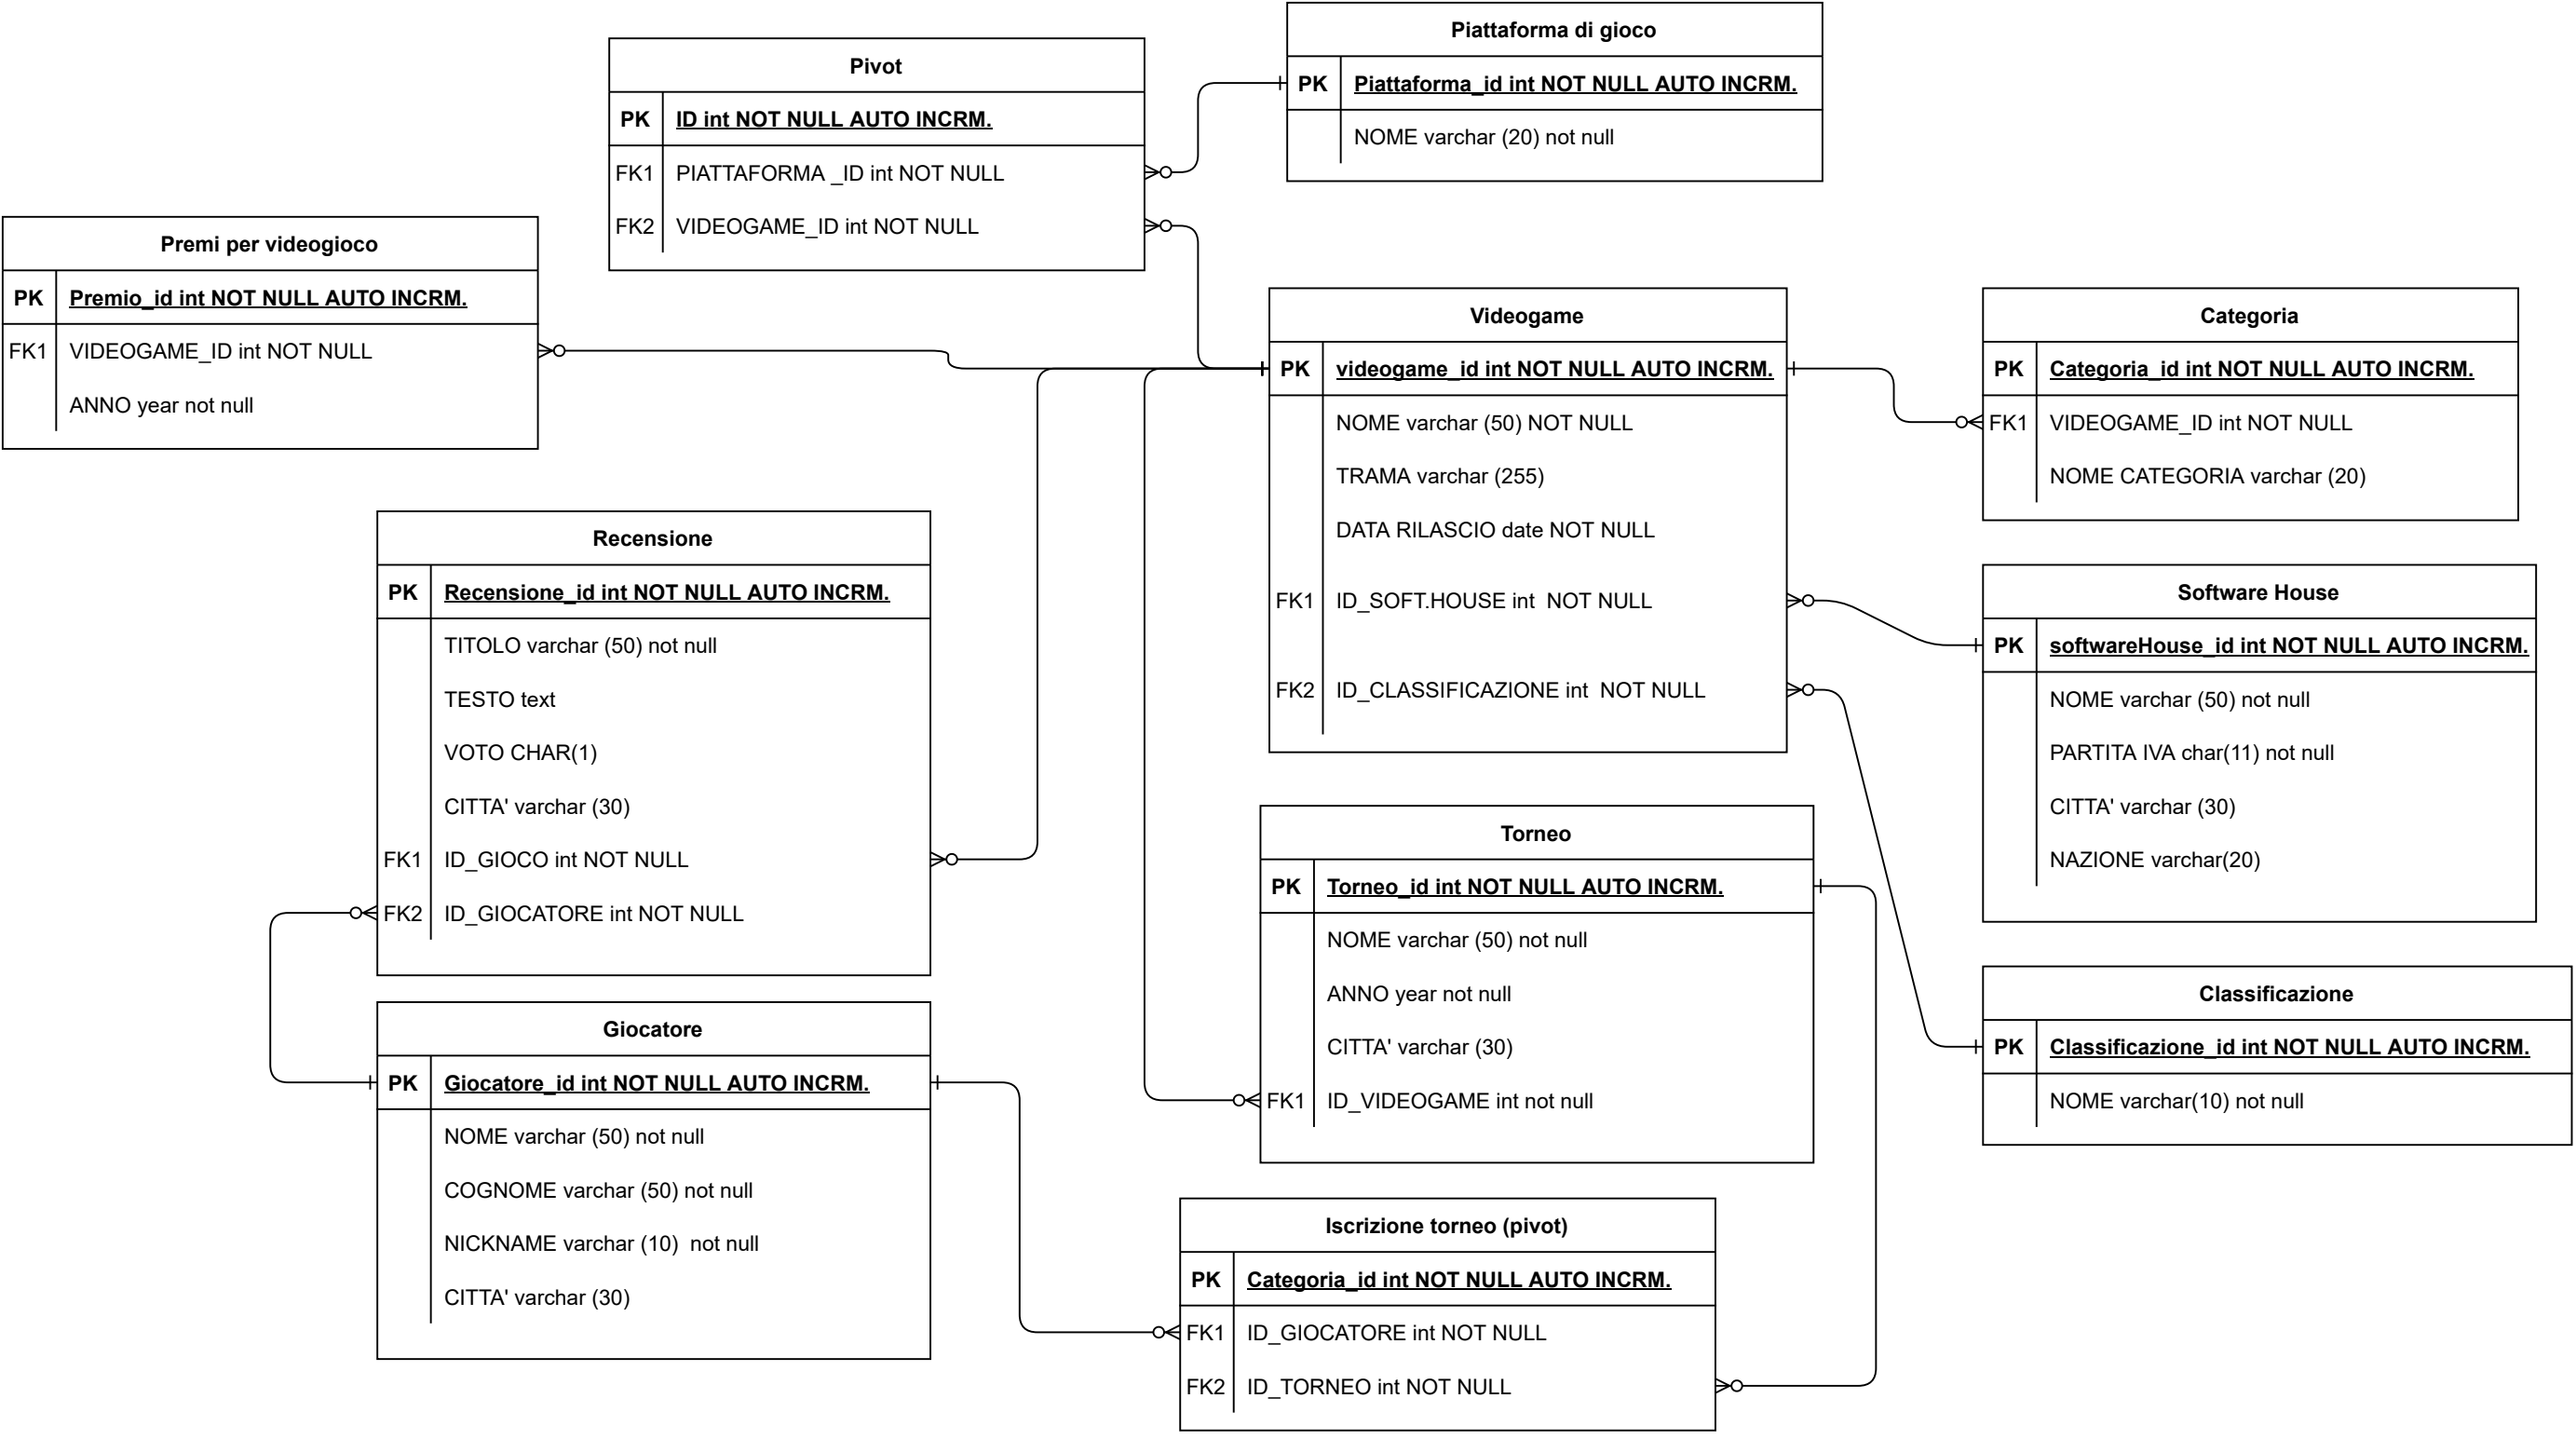 Piattaforma di gioco
PK Piattaforma_id int NOT NULL AUTO INCRM.
NOME varchar (20) not null
Pivot
PK ID int NOT NULL AUTO INCRM.
FK1 PIATTAFORMA _ID int NOT NULL
FK2 VIDEOGAME_ID int NOT NULL
Premi per videogioco
PK Premio_id int NOT NULL AUTO INCRM.
FK1 VIDEOGAME_ID int NOT NULL
ANNO year not null
Videogame
PK videogame_id int NOT NULL AUTO INCRM.
NOME varchar (50) NOT NULL
TRAMA varchar (255)
DATA RILASCIO date NOT NULL
FK1 ID_SOFT.HOUSE int  NOT NULL
FK2 ID_CLASSIFICAZIONE int  NOT NULL
Categoria
PK Categoria_id int NOT NULL AUTO INCRM.
FK1 VIDEOGAME_ID int NOT NULL
NOME CATEGORIA varchar (20)
Recensione
PK Recensione_id int NOT NULL AUTO INCRM.
TITOLO varchar (50) not null
TESTO text
VOTO CHAR(1)
CITTA' varchar (30)
FK1 ID_GIOCO int NOT NULL
FK2 ID_GIOCATORE int NOT NULL
Software House
PK softwareHouse_id int NOT NULL AUTO INCRM.
NOME varchar (50) not null
PARTITA IVA char(11) not null
CITTA' varchar (30)
NAZIONE varchar(20)
Torneo
PK Torneo_id int NOT NULL AUTO INCRM.
NOME varchar (50) not null
ANNO year not null
CITTA' varchar (30)
FK1 ID_VIDEOGAME int not null
Classificazione
PK Classificazione_id int NOT NULL AUTO INCRM.
NOME varchar(10) not null
Giocatore
PK Giocatore_id int NOT NULL AUTO INCRM.
NOME varchar (50) not null
COGNOME varchar (50) not null
NICKNAME varchar (10)  not null
CITTA' varchar (30)
Iscrizione torneo (pivot)
PK Categoria_id int NOT NULL AUTO INCRM.
FK1 ID_GIOCATORE int NOT NULL
FK2 ID_TORNEO int NOT NULL